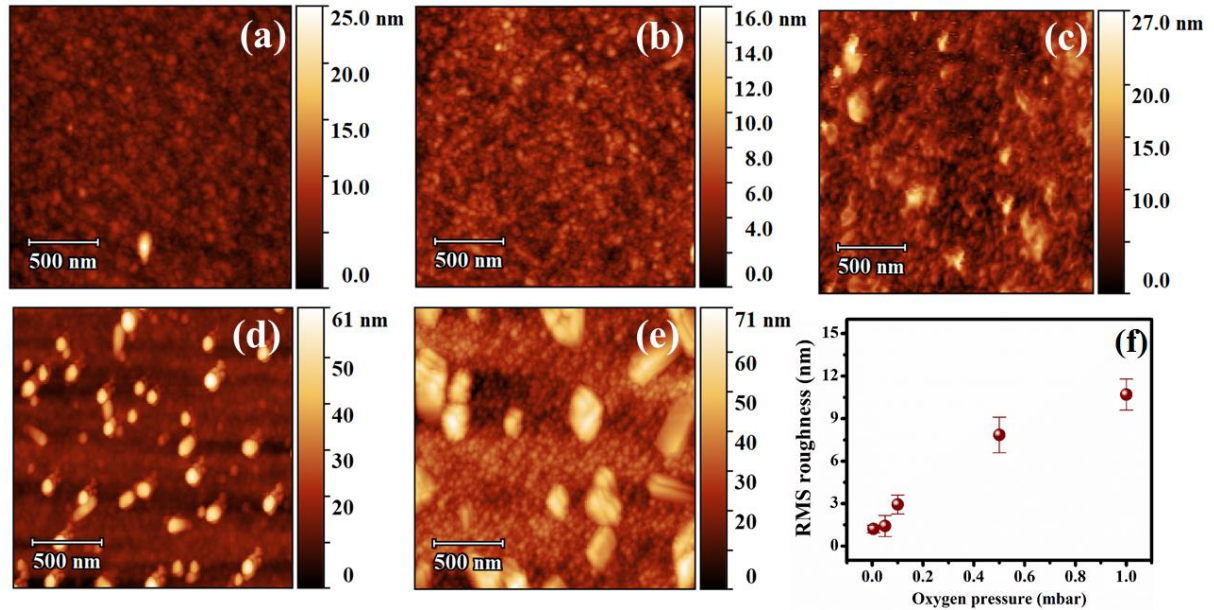 (a)
25.0 nm
20.0
15.0
10.0
0.0
500 nm
(b)
16.0 nm
14.0
12.0
10.0
8.0
6.0
4.0
2.0
0.0
500 nm
(c)
27.0 nm
20.0
15.0
10.0
0.0
500 nm
(d)
61 nm
50
40
30
20
0
500 nm
(e)
71 nm
60
50
40
30
20
0
500 nm
(f)
RMS roughness (nm)
15
12
9
6
3
0
0.0 0.2 0.4 0.6 0.8 1.0
Oxygen pressure (mbar)